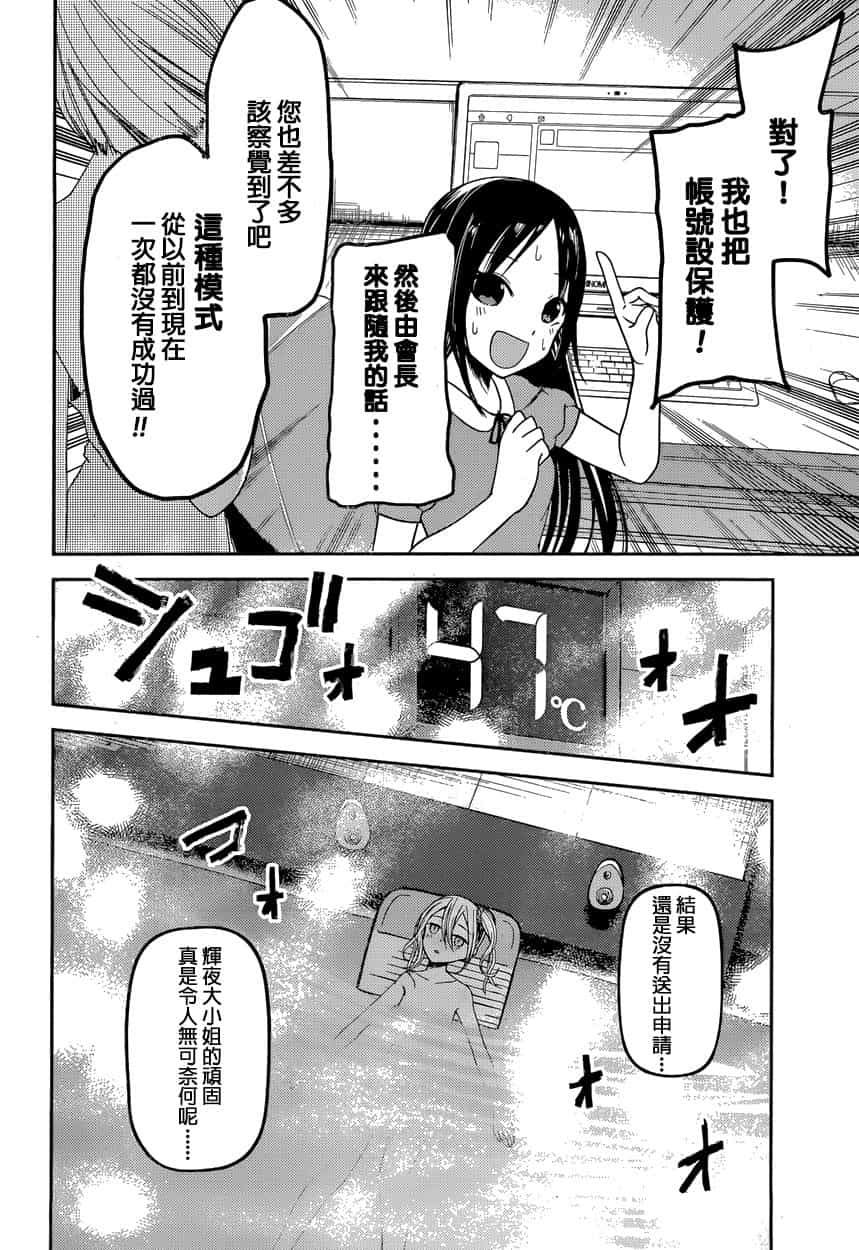 對了！
我也把
帳號設保護！
然後由會長
來跟隨我的話………
您也差不多
該察覺到了吧
這種模式
從以前到現在
一次都沒有成功過!!
47℃
シュゴォォォ
結果
還是沒有送出申請…
輝夜大小姐的頑固
真是令人無可奈何呢……
オ
オ
オ
オ